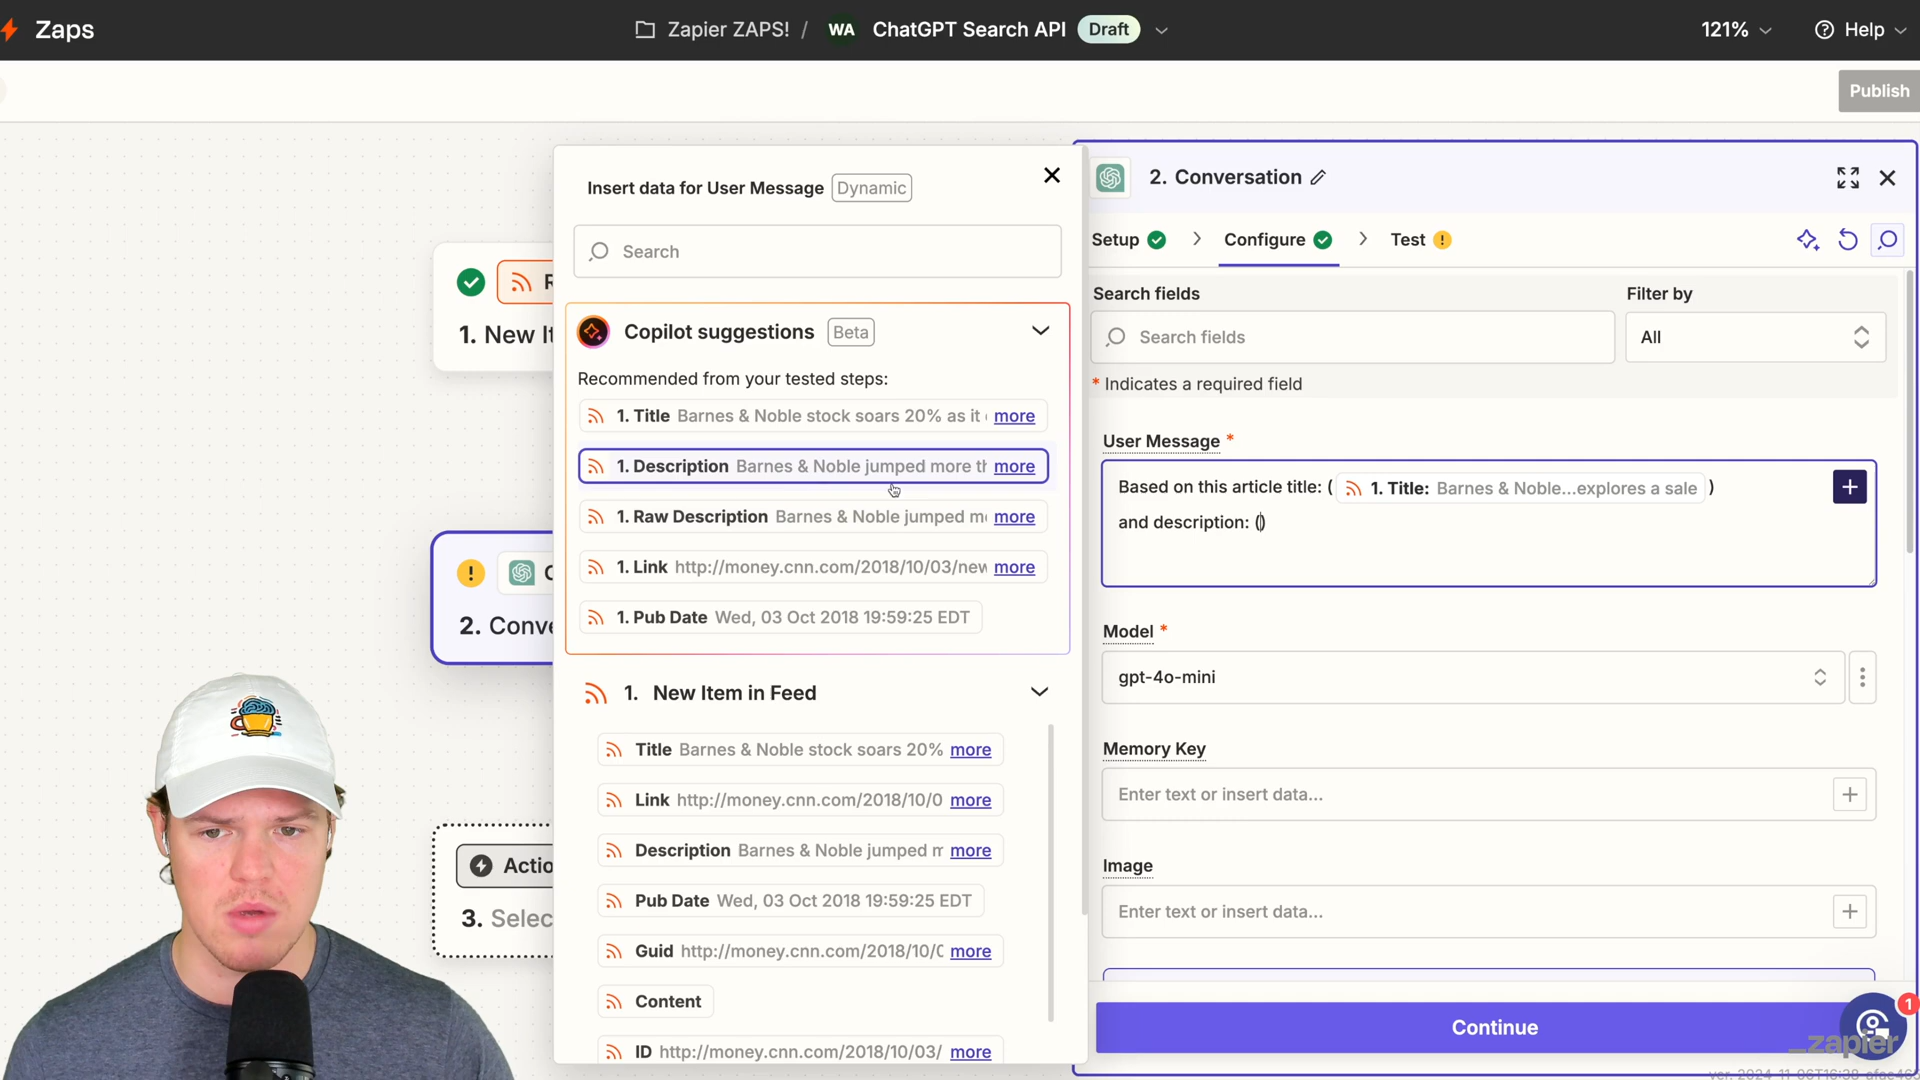 Zaps
Zapier ZAPS! / WA ChatGPT Search API Draft
121% Help
Publish
Insert data for User Message Dynamic
Search
Copilot suggestions Beta
Recommended from your tested steps:
1. Title Barnes & Noble stock soars 20% as it more
1. Description Barnes & Noble jumped more th more
1. Raw Description Barnes & Noble jumped m more
1. Link http://money.cnn.com/2018/10/03/new more
1. Pub Date Wed, 03 Oct 2018 19:59:25 EDT
1. New Item in Feed
Title Barnes & Noble stock soars 20% more
Link http://money.cnn.com/2018/10/0 more
Description Barnes & Noble jumped m more
Pub Date Wed, 03 Oct 2018 19:59:25 EDT
Guid http://money.cnn.com/2018/10/0 more
Content
ID http://money.cnn.com/2018/10/03/ more
1. New It
2. Conve
Actio
3. Selec
2. Conversation
Setup > Configure > Test !
Search fields
Filter by
Search fields
All
* Indicates a required field
User Message *
Based on this article title: ( 1. Title: Barnes & Noble...explores a sale )
and description: ()
Model *
gpt-4o-mini
Memory Key
Enter text or insert data...
Image
Enter text or insert data...
Continue
1
_zapier